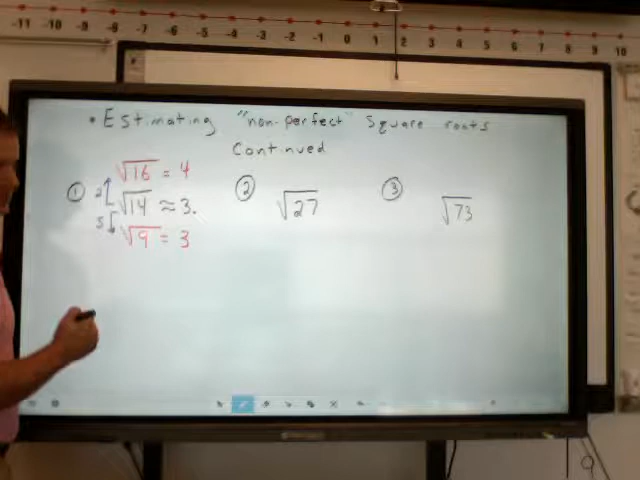 -11 -10 -9 -8 -7 -6 -5 -4 -3 -2 -1 0 1 2 3 4 5 6 7 8 9 10
• Estimating "non-perfect" Square roots
Continued
√16 = 4
① 2 √14 ≈ 3.
5 √9 = 3
② √27
③ √73